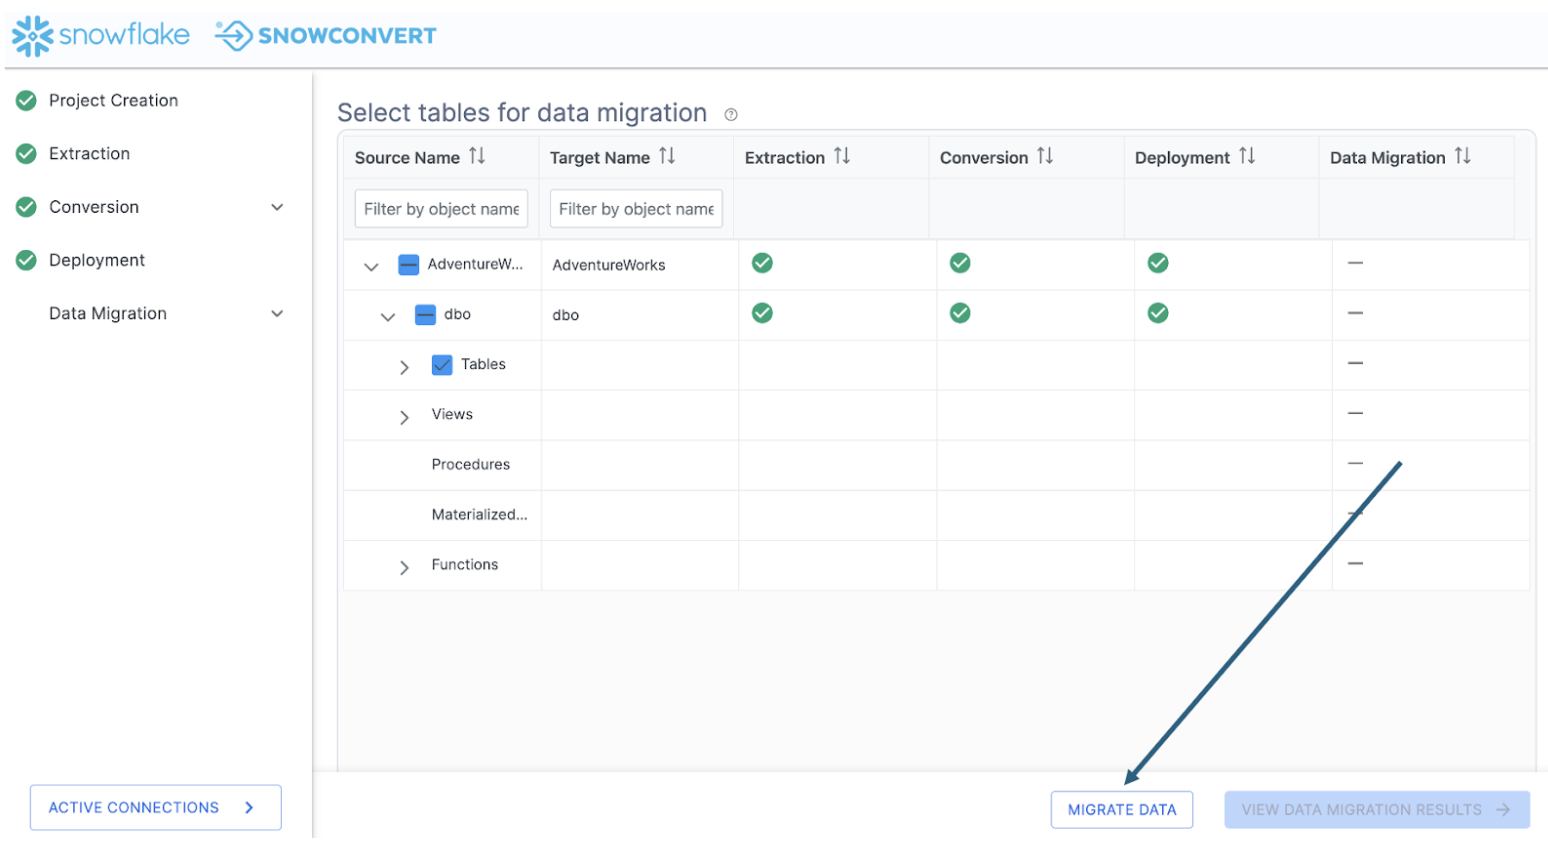 snowflake SNOWCONVERT
Project Creation
Extraction
Conversion
Deployment
Data Migration
ACTIVE CONNECTIONS
Select tables for data migration ?
Source Name Target Name Extraction Conversion Deployment Data Migration
Filter by object name Filter by object name
AdventureW... AdventureWorks
dbo dbo
Tables
Views
Procedures
Materialized...
Functions
MIGRATE DATA VIEW DATA MIGRATION RESULTS